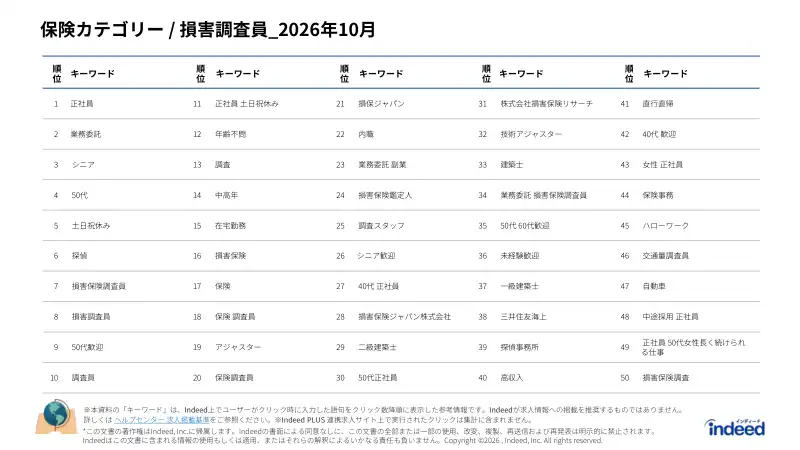 保険カテゴリー / 損害調査員_2026年10月
順位 キーワード 順位 キーワード 順位 キーワード 順位 キーワード 順位 キーワード
1 正社員 11 正社員 土日祝休み 21 損保ジャパン 31 株式会社損害保険リサーチ 41 直行直帰
2 業務委託 12 年齢不問 22 内職 32 技術アジャスター 42 40代 歓迎
3 シニア 13 調査 23 業務委託 副業 33 建築士 43 女性 正社員
4 50代 14 中高年 24 損害保険鑑定人 34 業務委託 損害保険調査員 44 保険事務
5 土日祝休み 15 在宅勤務 25 調査スタッフ 35 50代 60代歓迎 45 ハローワーク
6 探偵 16 損害保険 26 シニア歓迎 36 未経験歓迎 46 交通量調査員
7 損害保険調査員 17 保険 27 40代 正社員 37 一級建築士 47 自動車
8 損害調査員 18 保険 調査員 28 損害保険ジャパン株式会社 38 三井住友海上 48 中途採用 正社員
9 50代歓迎 19 アジャスター 29 二級建築士 39 探偵事務所 49 正社員 50代女性長く続けられる仕事
10 調査員 20 保険調査員 30 50代正社員 40 高収入 50 損害保険調査
※本資料の「キーワード」は、Indeed上でユーザーがクリック時に入力した語句をクリック数降順に表示した参考情報です。Indeedが求人情報への掲載を推奨するものではありません。
詳しくは ヘルプセンター 求人掲載基準をご参照ください。※Indeed PLUS 連携求人サイト上で実行されたクリックは集計に含まれません。
*この文書の著作権はIndeed, Inc.に帰属します。Indeedの書面による同意なしに、この文書の全部または一部の使用、改変、複製、再送信および再発表は明示的に禁止されます。
Indeedはこの文書に含まれる情報の使用もしくは適用、またはそれらの解釈によるいかなる責任も負いません。Copyright ©2026 , Indeed, Inc. All rights reserved.
インディード
indeed